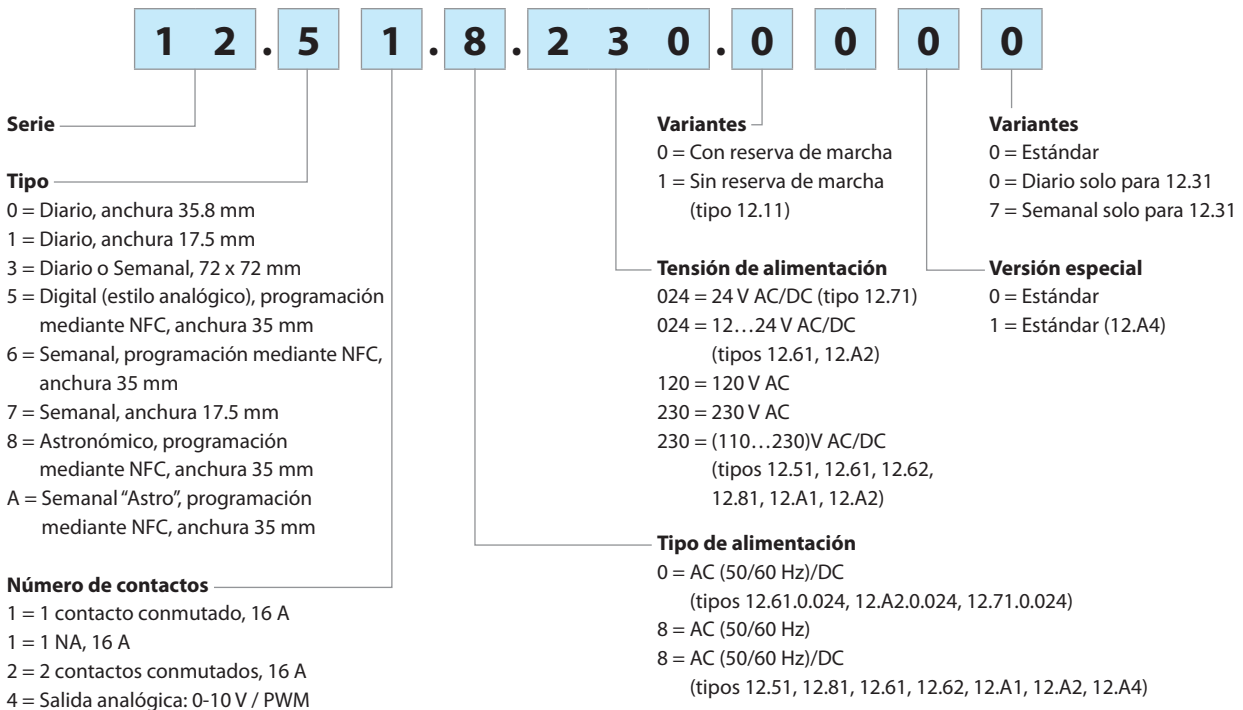 12.51.8.230.0000
Serie
Tipo
0 = Diario, anchura 35.8 mm
1 = Diario, anchura 17.5 mm
3 = Diario o Semanal, 72 x 72 mm
5 = Digital (estilo analógico), programación
mediante NFC, anchura 35 mm
6 = Semanal, programación mediante NFC,
anchura 35 mm
7 = Semanal, anchura 17.5 mm
8 = Astronómico, programación
mediante NFC, anchura 35 mm
A = Semanal “Astro”, programación
mediante NFC, anchura 35 mm
Número de contactos
1 = 1 contacto conmutado, 16 A
1 = 1 NA, 16 A
2 = 2 contactos conmutados, 16 A
4 = Salida analógica: 0-10 V / PWM
Variantes
0 = Con reserva de marcha
1 = Sin reserva de marcha
(tipo 12.11)
Tensión de alimentación
024 = 24 V AC/DC (tipo 12.71)
024 = 12…24 V AC/DC
(tipos 12.61, 12.A2)
120 = 120 V AC
230 = 230 V AC
230 = (110…230)V AC/DC
(tipos 12.51, 12.61, 12.62,
12.81, 12.A1, 12.A2)
Tipo de alimentación
0 = AC (50/60 Hz)/DC
(tipos 12.61.0.024, 12.A2.0.024, 12.71.0.024)
8 = AC (50/60 Hz)
8 = AC (50/60 Hz)/DC
(tipos 12.51, 12.81, 12.61, 12.62, 12.A1, 12.A2, 12.A4)
Variantes
0 = Estándar
0 = Diario solo para 12.31
7 = Semanal solo para 12.31
Versión especial
0 = Estándar
1 = Estándar (12.A4)